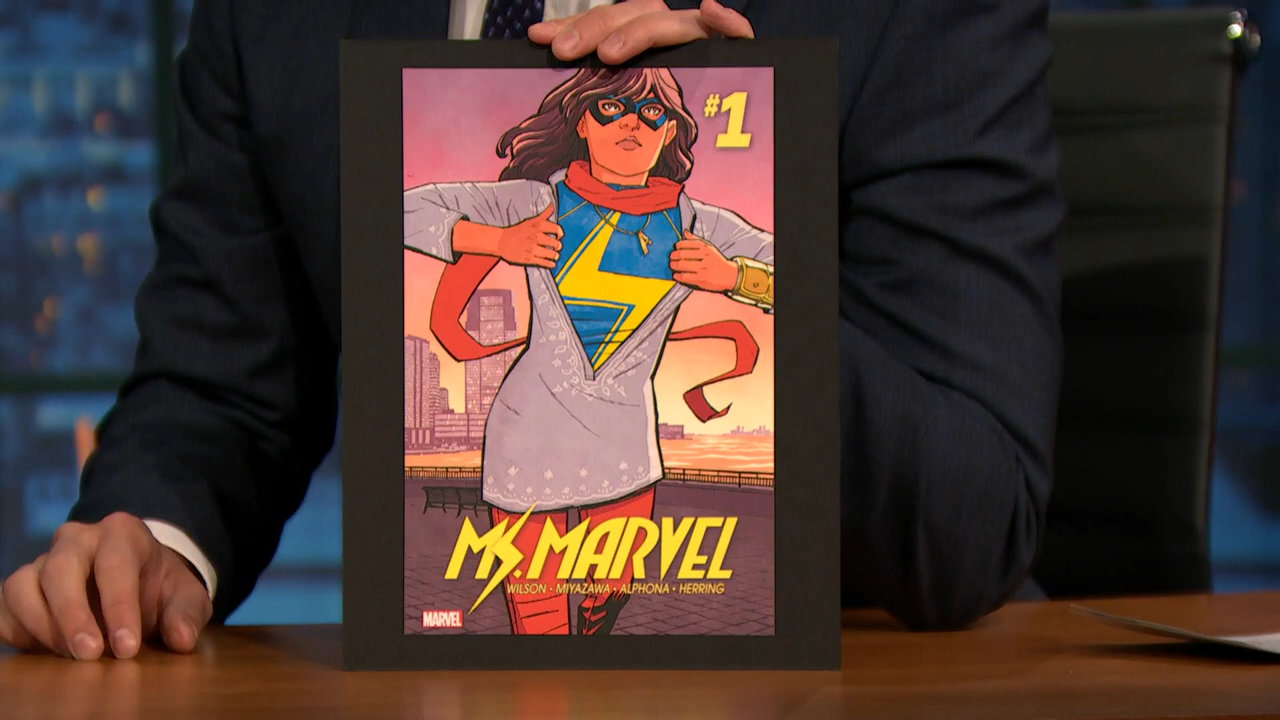 #1
MS. MARVEL
WILSON · MIYAZAWA · ALPHONA · HERRING
MARVEL